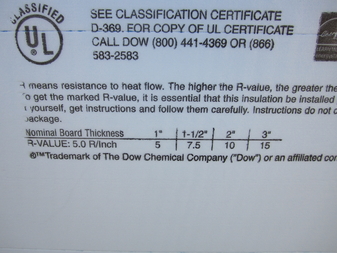 CLASSIFIED
UL
SEE CLASSIFICATION CERTIFICATE
D-369. FOR COPY OF UL CERTIFICATE
CALL DOW (800) 441-4369 OR (866)
583-2583
means resistance to heat flow. The higher the R-value, the greater the
o get the marked R-value, it is essential that this insulation be installed
yourself, get instructions and follow them carefully. Instructions do not
package.
Nominal Board Thickness 1" 1-1/2" 2" 3"
R-VALUE: 5.0 R/Inch 5 7.5 10 15
®™Trademark of The Dow Chemical Company ("Dow") or an affiliated